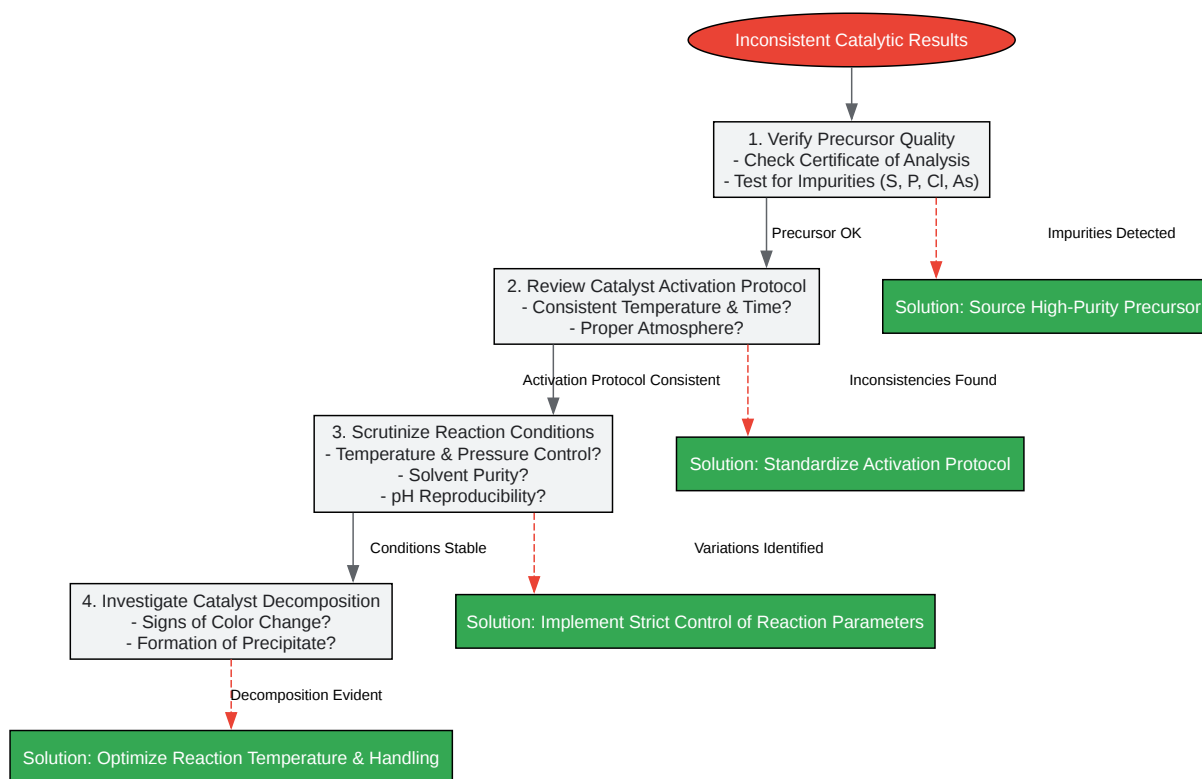 Inconsistent Catalytic Results
1. Verify Precursor Quality
- Check Certificate of Analysis
- Test for Impurities (S, P, Cl, As)
Precursor OK
Impurities Detected
2. Review Catalyst Activation Protocol
- Consistent Temperature & Time?
- Proper Atmosphere?
Solution: Source High-Purity Precursor
Activation Protocol Consistent
Inconsistencies Found
3. Scrutinize Reaction Conditions
- Temperature & Pressure Control?
- Solvent Purity?
- pH Reproducibility?
Solution: Standardize Activation Protocol
Conditions Stable
Variations Identified
4. Investigate Catalyst Decomposition
- Signs of Color Change?
- Formation of Precipitate?
Solution: Implement Strict Control of Reaction Parameters
Decomposition Evident
Solution: Optimize Reaction Temperature & Handling